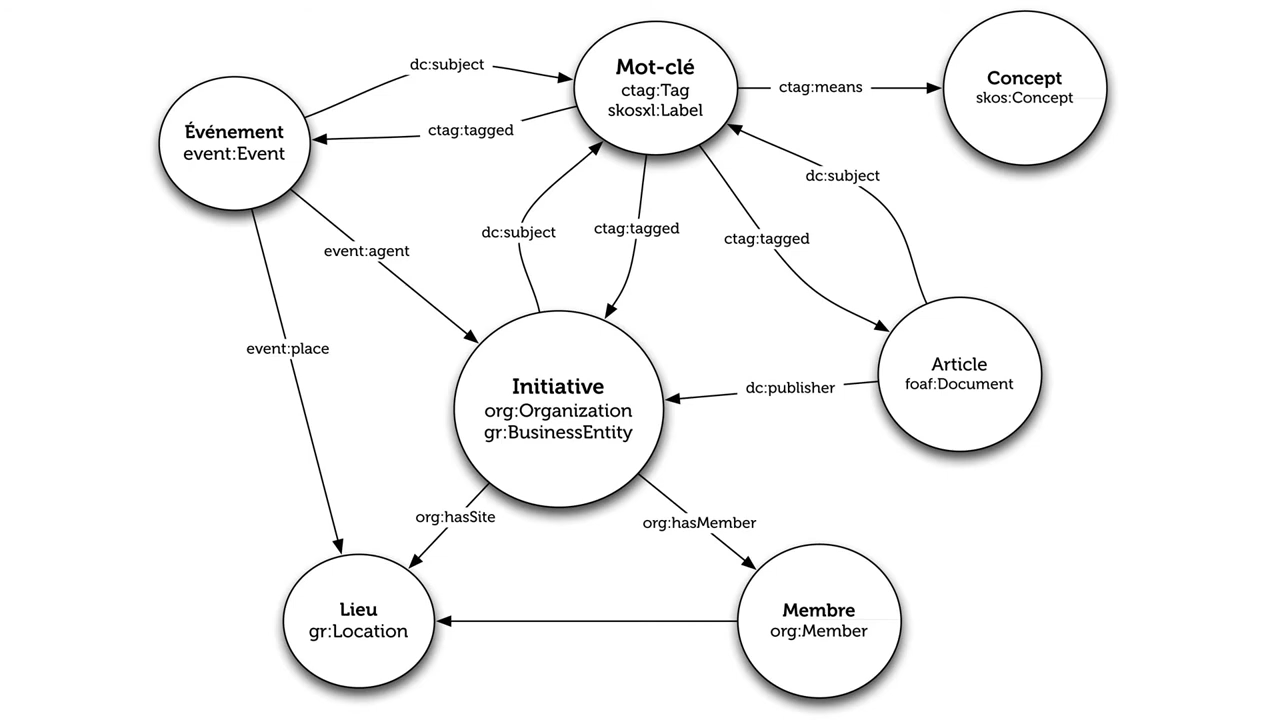 dc:subject
Mot-clé
ctag:Tag
skosxl:Label
ctag:means
Concept
skos:Concept
Événement
event:Event
ctag:tagged
dc:subject
dc:subject
ctag:tagged
ctag:tagged
event:agent
event:place
Initiative
org:Organization
gr:BusinessEntity
Article
foaf:Document
dc:publisher
org:hasSite
org:hasMember
Lieu
gr:Location
Membre
org:Member